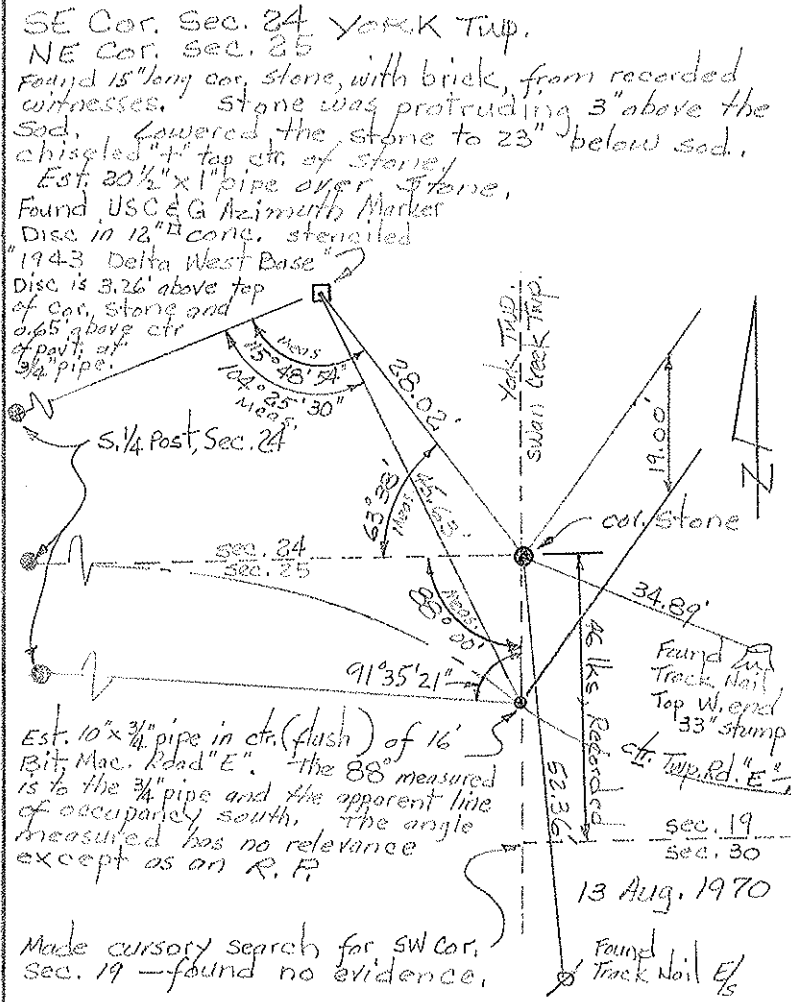 SE Cor. Sec. 24 York Twp.
NE Cor. Sec. 25
Found 15" long cor. stone, with brick, from recorded
witnesses. Stone was protruding 3" above the
sod. Lowered the stone to 23" below sod.
chiseled "+" top ctr. of stone.
Est. 30½" x 1" pipe over stone.
Found USC & G Azimuth Marker
Disc in 12"□ conc. stenciled
"1943 Delta West Base"
Disc is 3.26' above top
of cor. stone and
0.65' above ctr
of pavt. at
3/4" pipe.
Meas
115° 48' 54"
104° 25' 30"
Meas.
28.02'
York Twp.
Swan Creek Twp.
19.00'
S. 1/4 Post, Sec. 24
63° 38'
Meas
45.63'
cor. stone
sec. 24
sec. 25
Meas.
88° 00'
34.89'
46 lks. Recorded
Found
Track Nail
Top W. end
33" stump
91° 35' 21"
℄ Twp. Rd. "E"
Est. 10" x 3/4" pipe in ctr. (flush) of 16'
Bit. Mac. Road "E". The 88° measured
is to the 3/4" pipe and the apparent line
of occupancy south. The angle
measured has no relevance
except as an R. P.
52.36'
sec. 19
sec. 30
13 Aug. 1970
Made cursory search for SW Cor.
Sec. 19 — found no evidence.
Found
Track Nail E/s
N